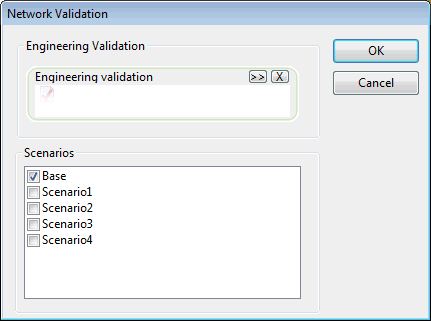 Network Validation
Engineering Validation
OK
Engineering validation >> X
Cancel
Scenarios
Base
Scenario1
Scenario2
Scenario3
Scenario4